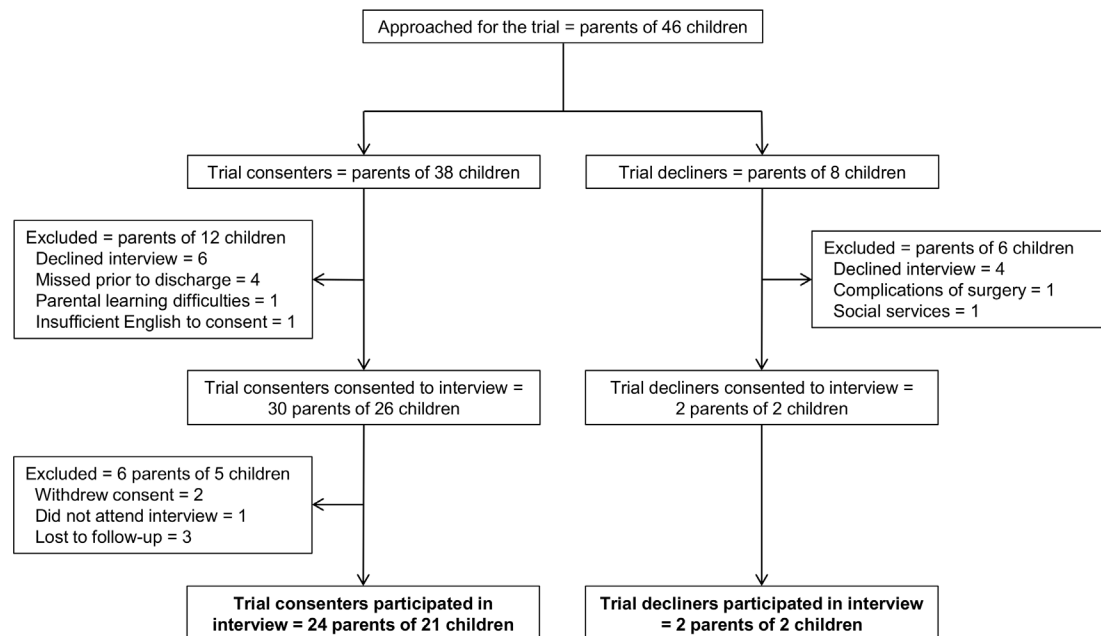 Approached for the trial = parents of 46 children
Trial consenters = parents of 38 children
Trial decliners = parents of 8 children
Excluded = parents of 12 children
Declined interview = 6
Missed prior to discharge = 4
Parental learning difficulties = 1
Insufficient English to consent = 1
Excluded = parents of 6 children
Declined interview = 4
Complications of surgery = 1
Social services = 1
Trial consenters consented to interview =
30 parents of 26 children
Trial decliners consented to interview =
2 parents of 2 children
Excluded = 6 parents of 5 children
Withdrew consent = 2
Did not attend interview = 1
Lost to follow-up = 3
Trial consenters participated in
interview = 24 parents of 21 children
Trial decliners participated in interview
= 2 parents of 2 children